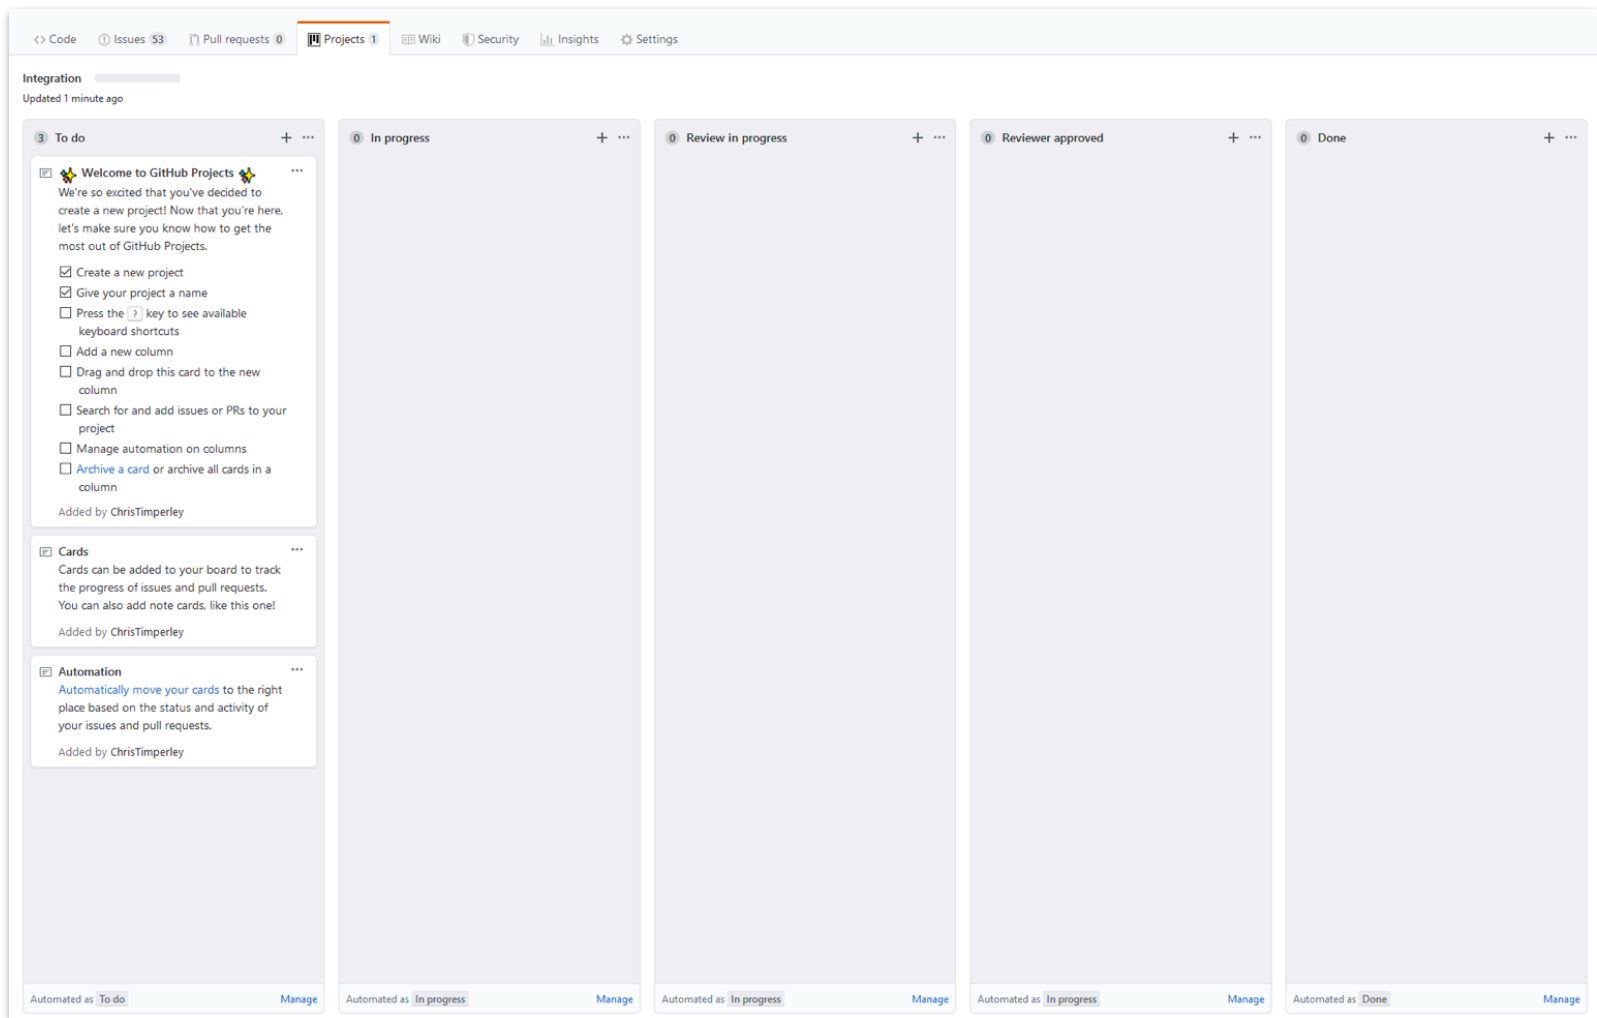 Code Issues 53 Pull requests 0 Projects 1 Wiki Security Insights Settings
Integration
Updated 1 minute ago
3 To do
Welcome to GitHub Projects
We're so excited that you've decided to
create a new project! Now that you're here,
let's make sure you know how to get the
most out of GitHub Projects.
Create a new project
Give your project a name
Press the ? key to see available
keyboard shortcuts
Add a new column
Drag and drop this card to the new
column
Search for and add issues or PRs to your
project
Manage automation on columns
Archive a card or archive all cards in a
column
Added by ChrisTimperley
Cards
Cards can be added to your board to track
the progress of issues and pull requests.
You can also add note cards, like this one!
Added by ChrisTimperley
Automation
Automatically move your cards to the right
place based on the status and activity of
your issues and pull requests.
Added by ChrisTimperley
Automated as To do Manage
0 In progress
Automated as In progress Manage
0 Review in progress
Automated as In progress Manage
0 Reviewer approved
Automated as In progress Manage
0 Done
Automated as Done Manage